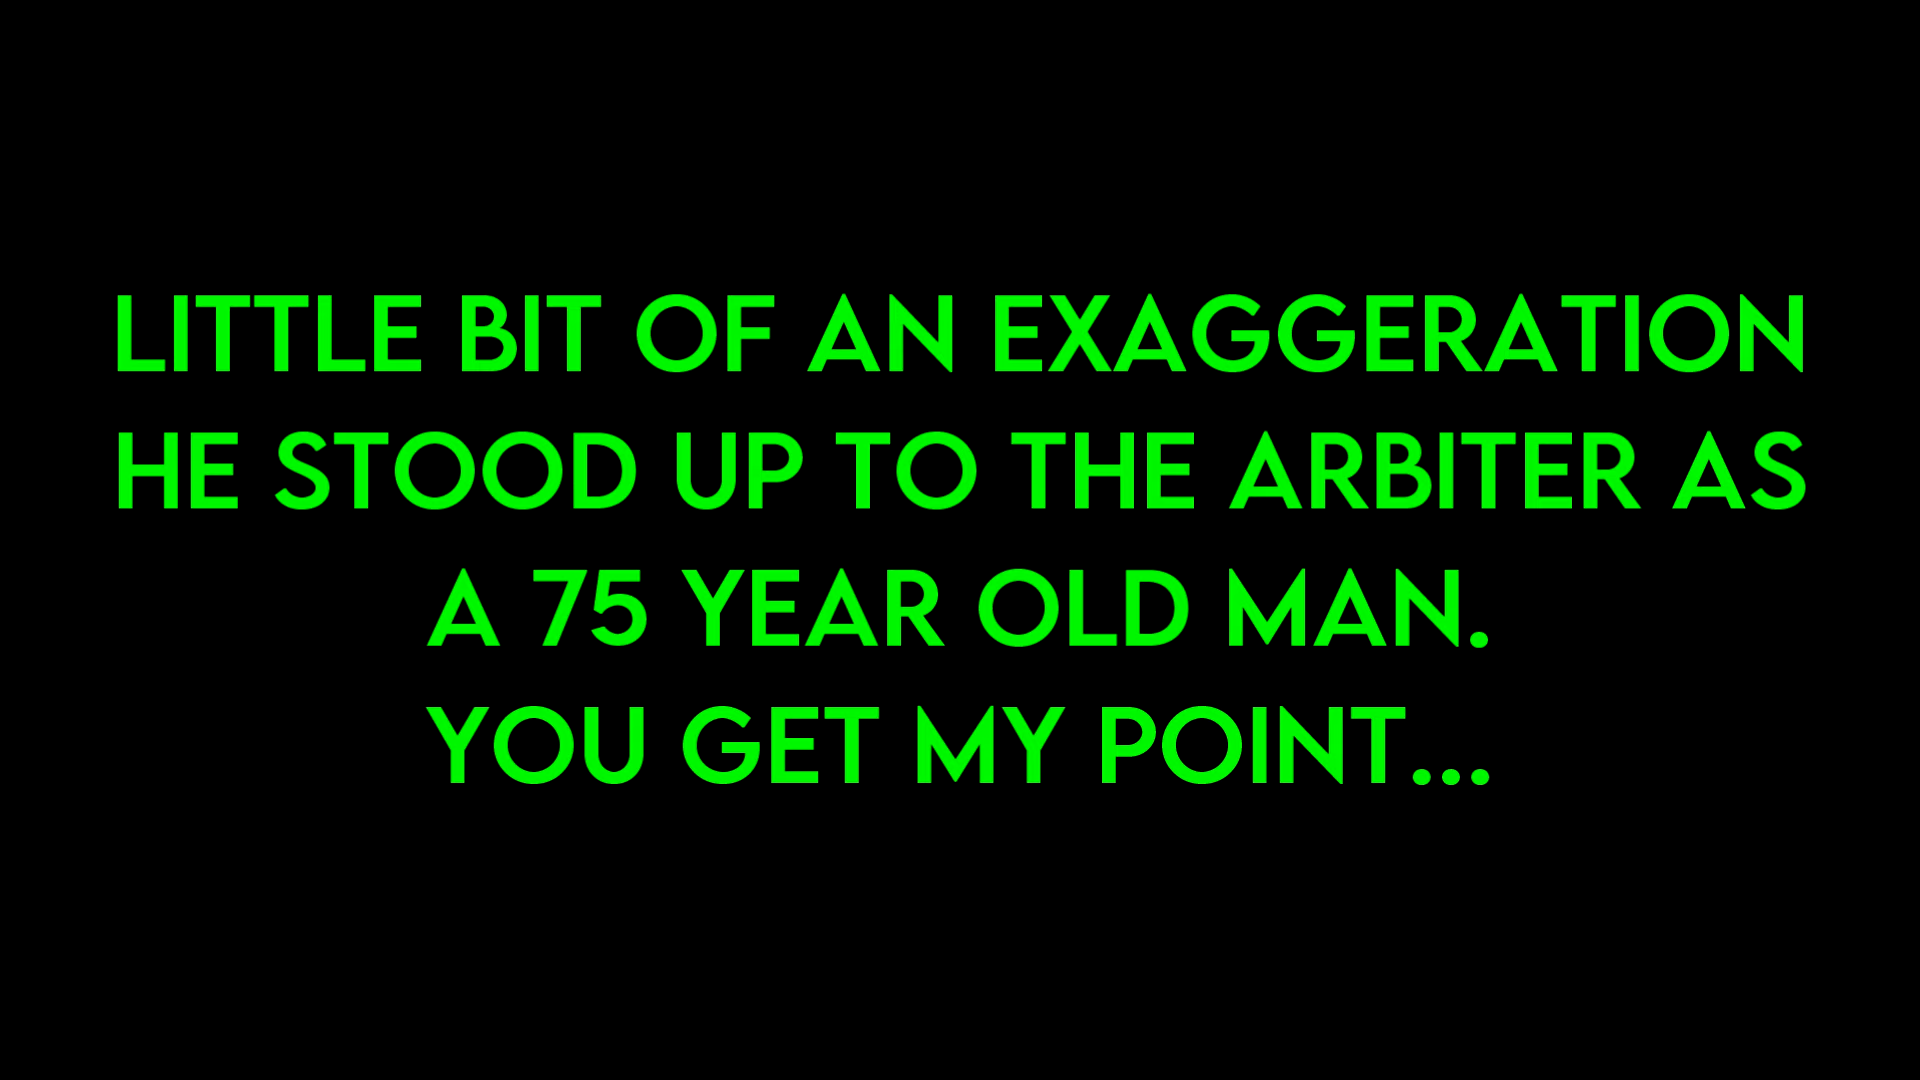 LITTLE BIT OF AN EXAGGERATION
HE STOOD UP TO THE ARBITER AS
A 75 YEAR OLD MAN.
YOU GET MY POINT...